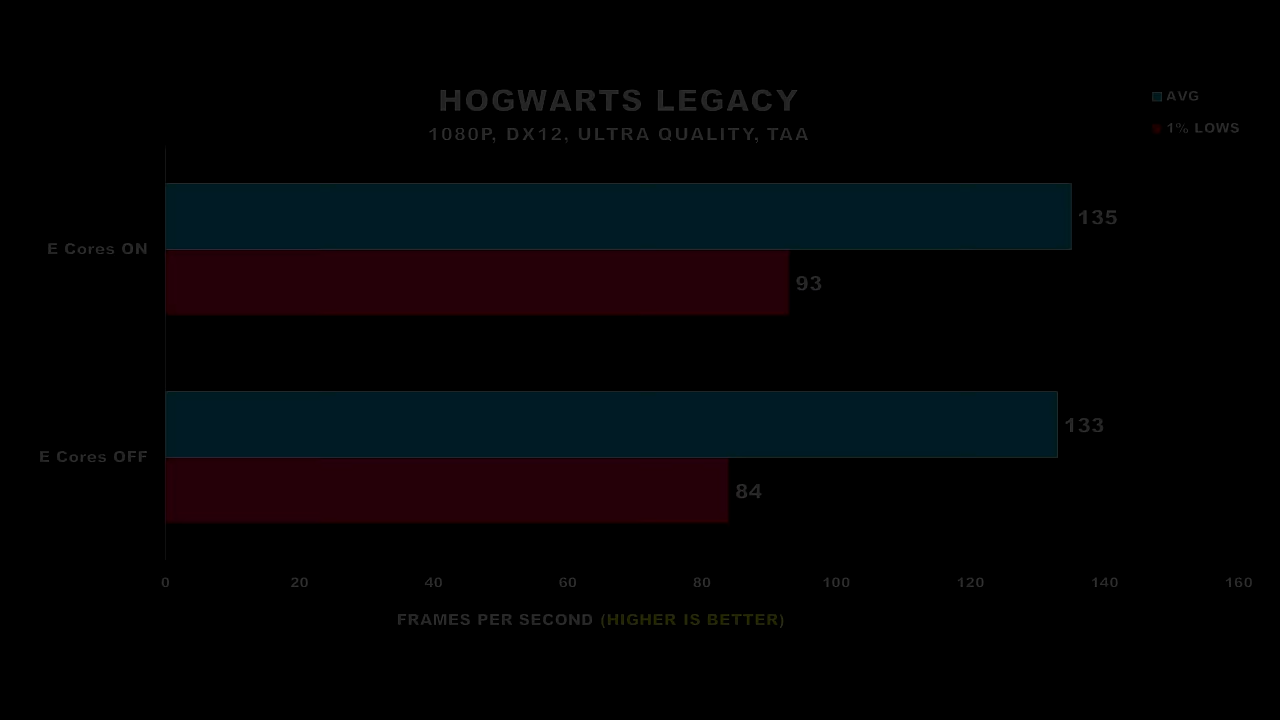 HOGWARTS LEGACY
1080P, DX12, ULTRA QUALITY, TAA
AVG
1% LOWS
E Cores ON
135
93
E Cores OFF
133
84
0 20 40 60 80 100 120 140 160
FRAMES PER SECOND (HIGHER IS BETTER)